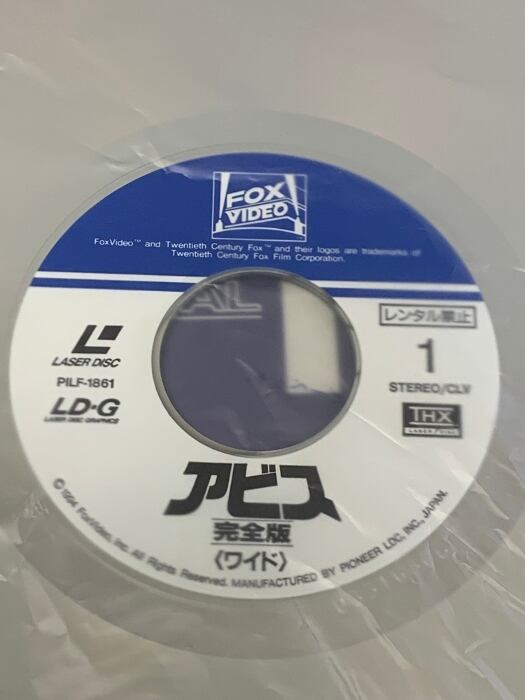 FOX
VIDEO
FoxVideo™ and Twentieth Century Fox™ and their logos are trademarks of
Twentieth Century Fox Film Corporation.
AL
レンタル禁止
LASER DISC
1
PILF-1861
STEREO/CLV
LD·G
LASER DISC GRAPHICS
THX
LASER DISC
アビス
完全版
〈ワイド〉
©1994 FoxVideo, Inc. All Rights Reserved. MANUFACTURED BY PIONEER LDC, INC, JAPAN.